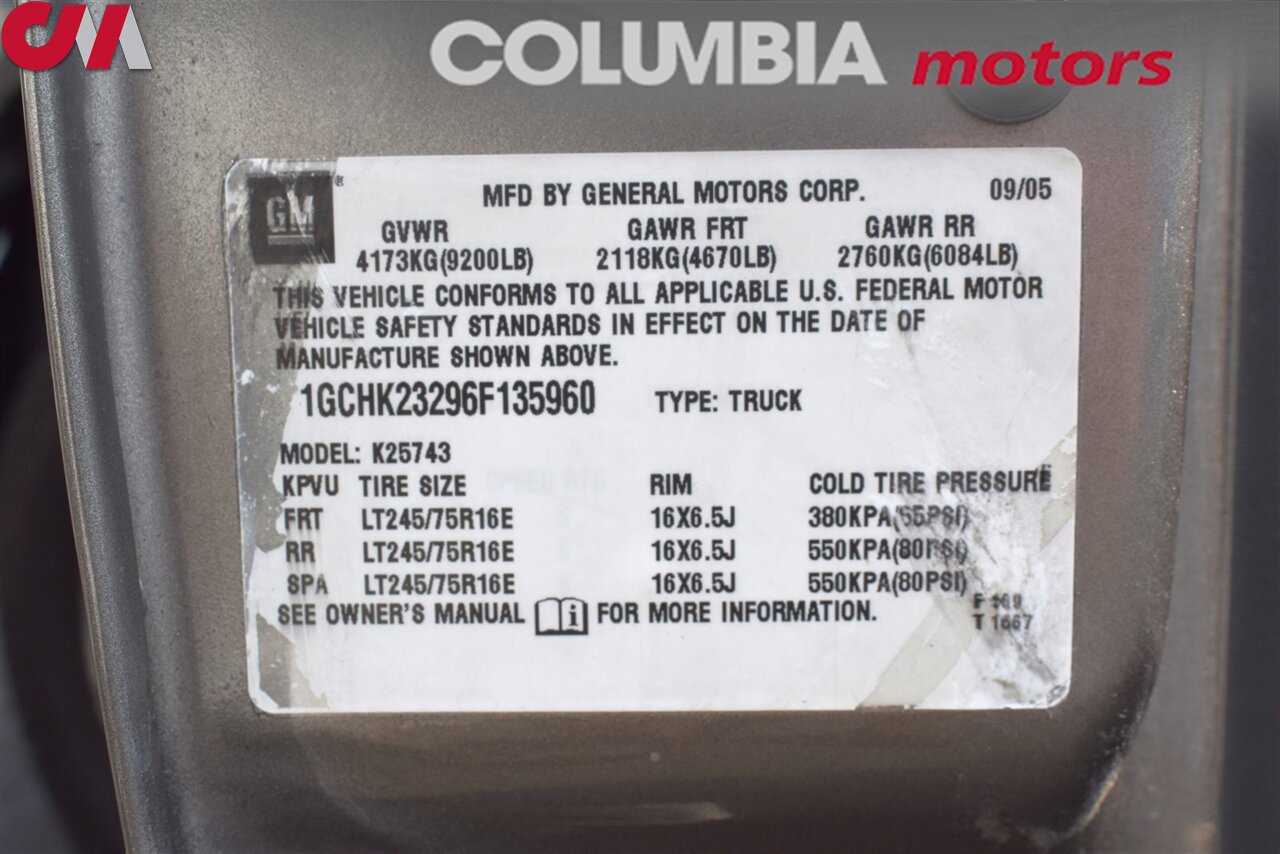 CM
COLUMBIA motors
GM®
MFD BY GENERAL MOTORS CORP. 09/05
GVWR GAWR FRT GAWR RR
4173KG(9200LB) 2118KG(4670LB) 2760KG(6084LB)
THIS VEHICLE CONFORMS TO ALL APPLICABLE U.S. FEDERAL MOTOR
VEHICLE SAFETY STANDARDS IN EFFECT ON THE DATE OF
MANUFACTURE SHOWN ABOVE.
1GCHK23296F135960 TYPE: TRUCK
MODEL: K25743
KPVU TIRE SIZE SPEED RTG RIM COLD TIRE PRESSURE
FRT LT245/75R16E 16X6.5J 380KPA(55PSI)
RR LT245/75R16E 16X6.5J 550KPA(80PSI)
SPA LT245/75R16E 16X6.5J 550KPA(80PSI)
SEE OWNER'S MANUAL FOR MORE INFORMATION.
F
T